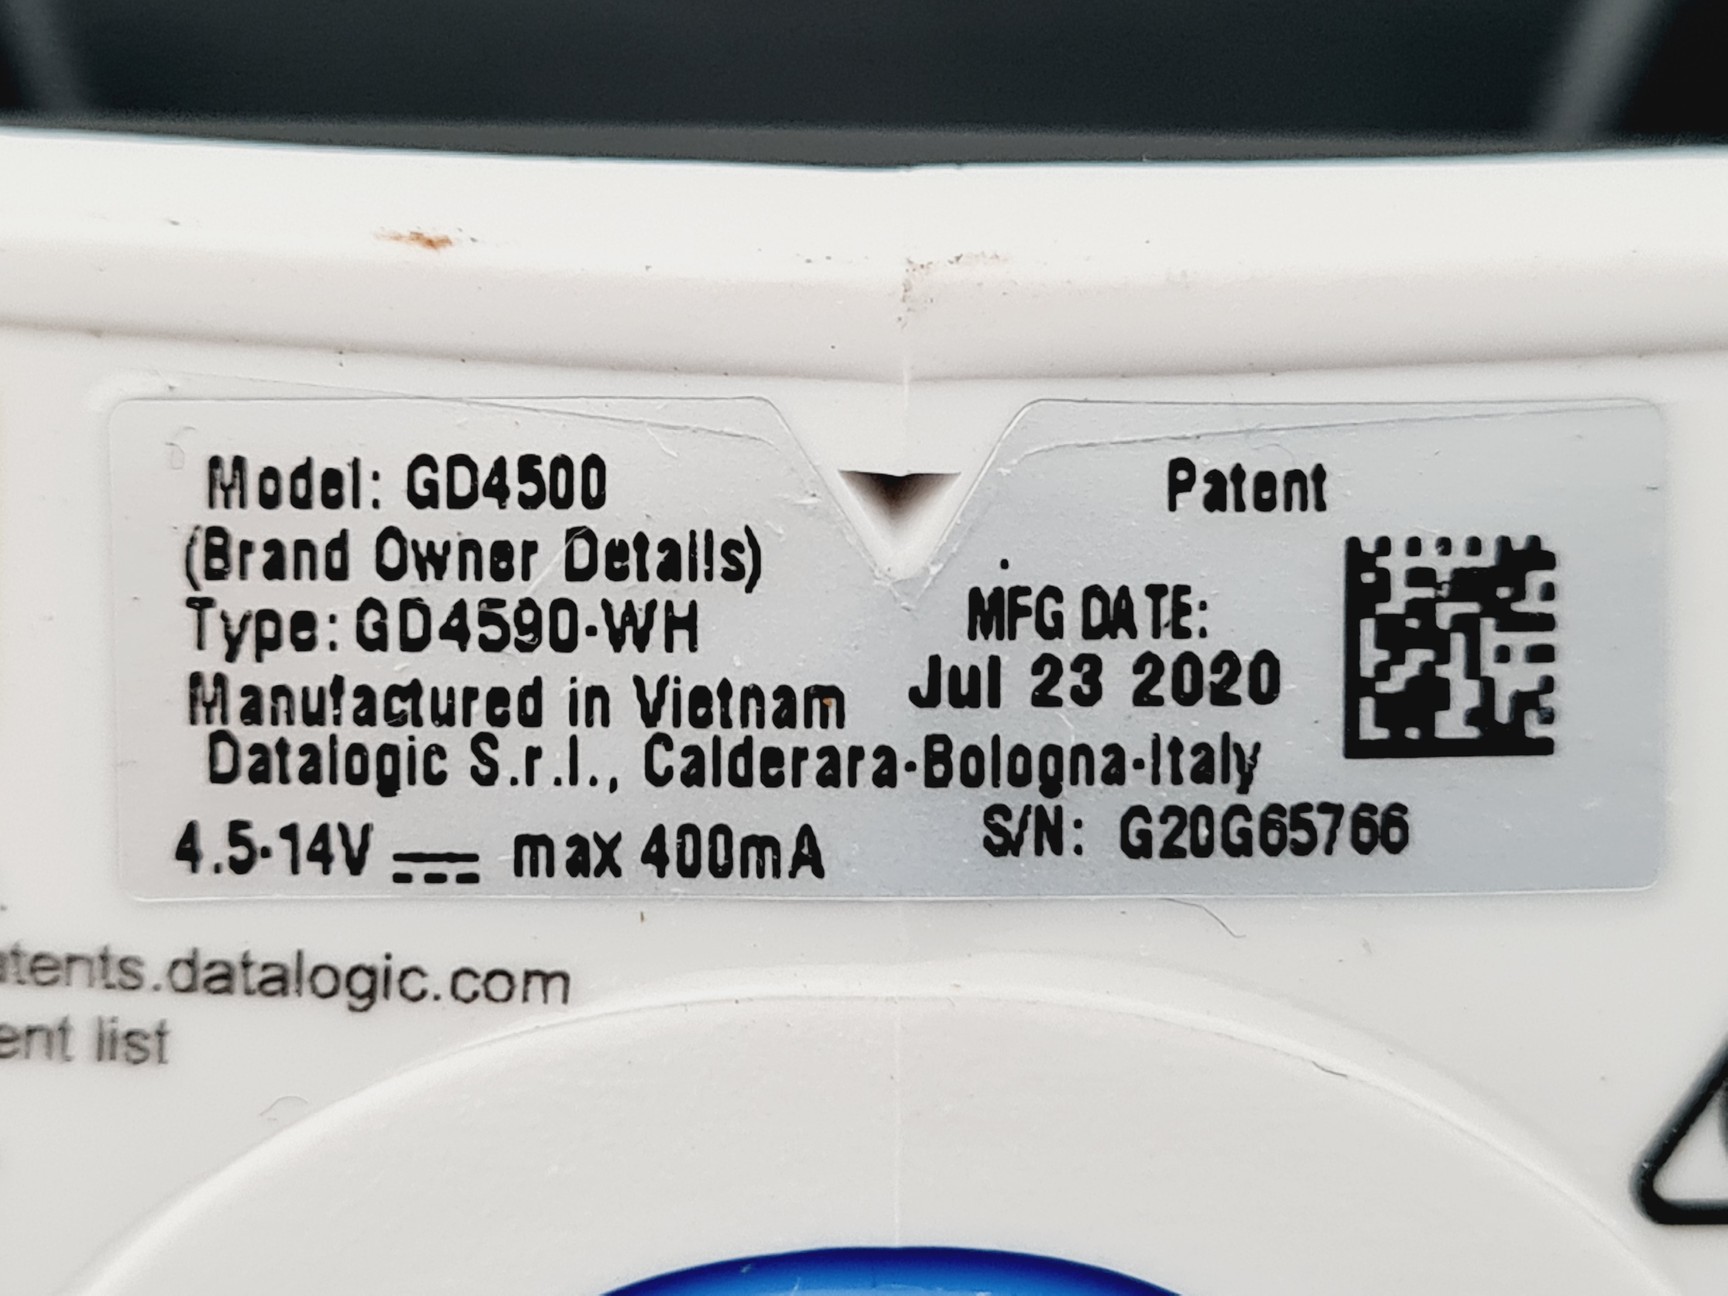 Model: GD4500
(Brand Owner Details)
Type: GD4590-WH
Manufactured in Vietnam
Datalogic S.r.l., Calderara-Bologna-Italy
4.5-14V ⎓ max 400mA
Patent
MFG DATE:
Jul 23 2020
S/N: G20G65766
atents.datalogic.com
ent list